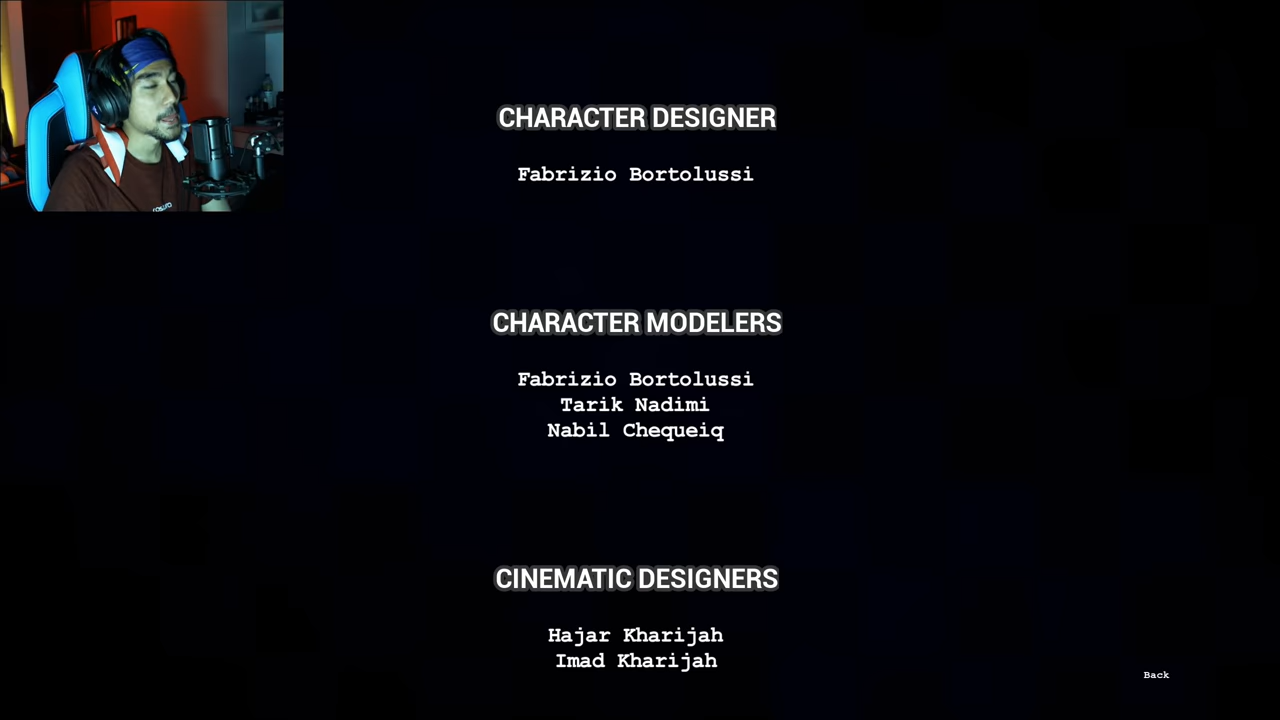 CHARACTER DESIGNER
Fabrizio Bortolussi
CHARACTER MODELERS
Fabrizio Bortolussi
Tarik Nadimi
Nabil Chequeiq
CINEMATIC DESIGNERS
Hajar Kharijah
Imad Kharijah
Back